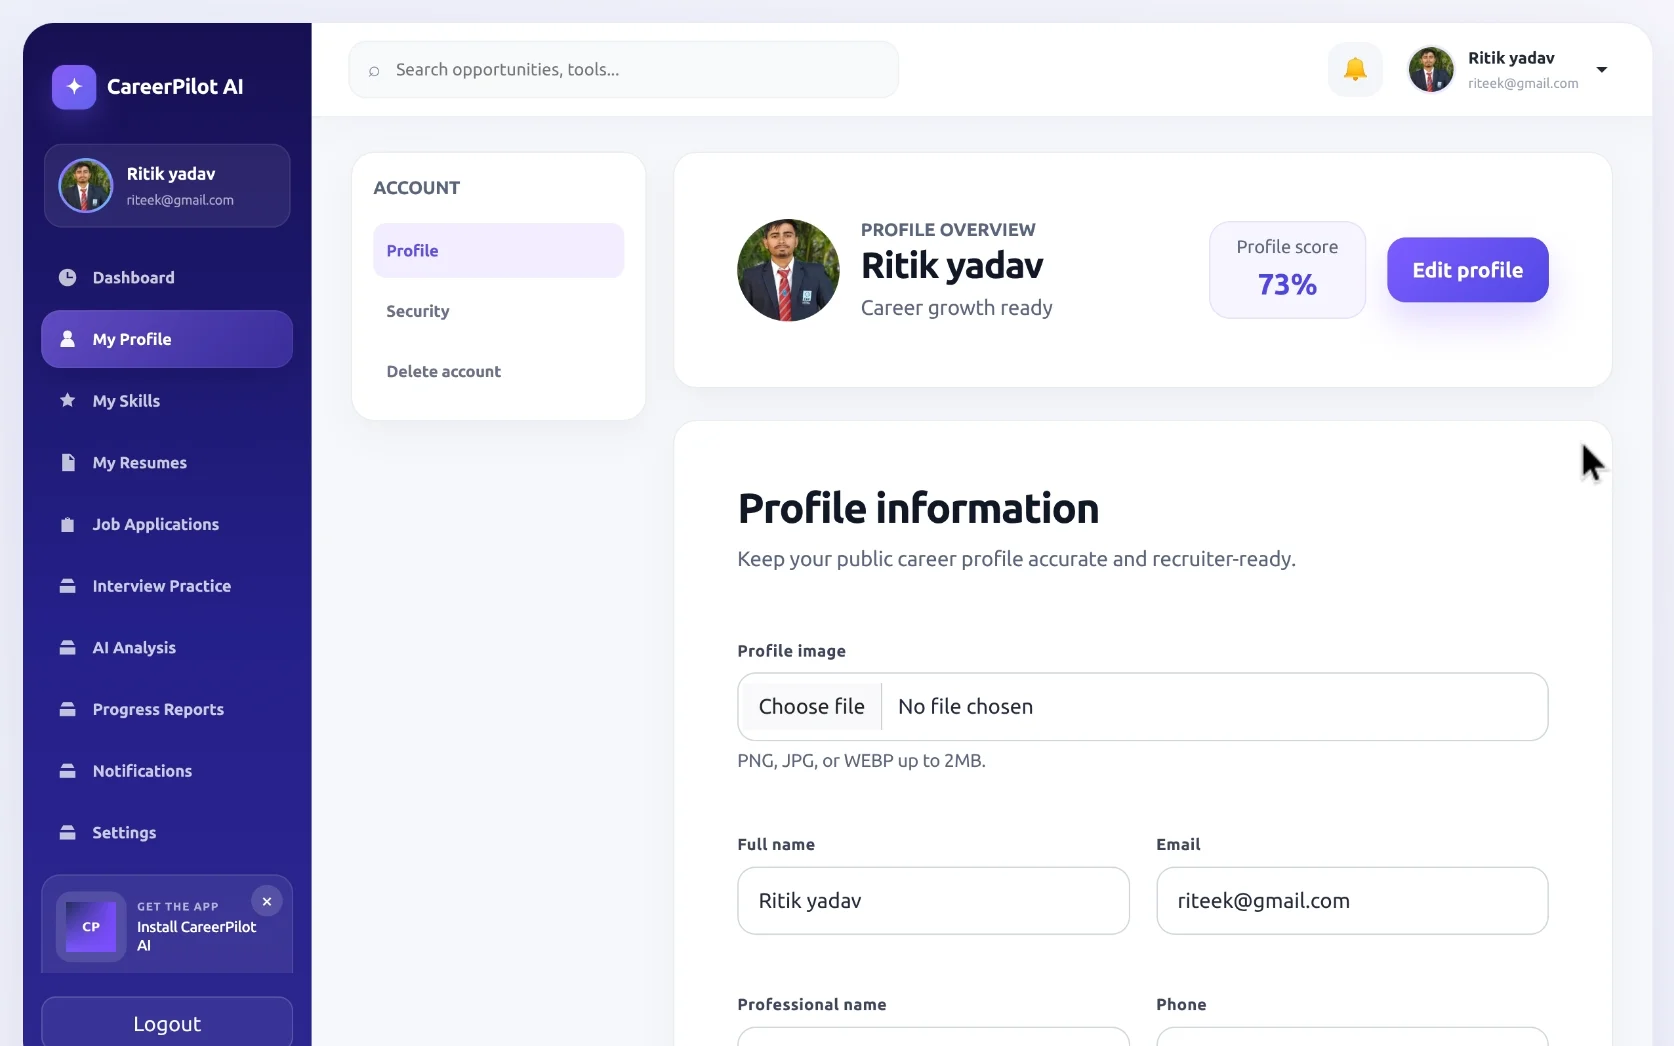 CareerPilot AI
Ritik yadav
riteek@gmail.com
Dashboard
My Profile
My Skills
My Resumes
Job Applications
Interview Practice
AI Analysis
Progress Reports
Notifications
Settings
CP
GET THE APP
Install CareerPilot
AI
Logout
Search opportunities, tools...
Ritik yadav
riteek@gmail.com
ACCOUNT
Profile
Security
Delete account
PROFILE OVERVIEW
Ritik yadav
Career growth ready
Profile score
73%
Edit profile
Profile information
Keep your public career profile accurate and recruiter-ready.
Profile image
Choose file No file chosen
PNG, JPG, or WEBP up to 2MB.
Full name
Ritik yadav
Email
riteek@gmail.com
Professional name
Phone